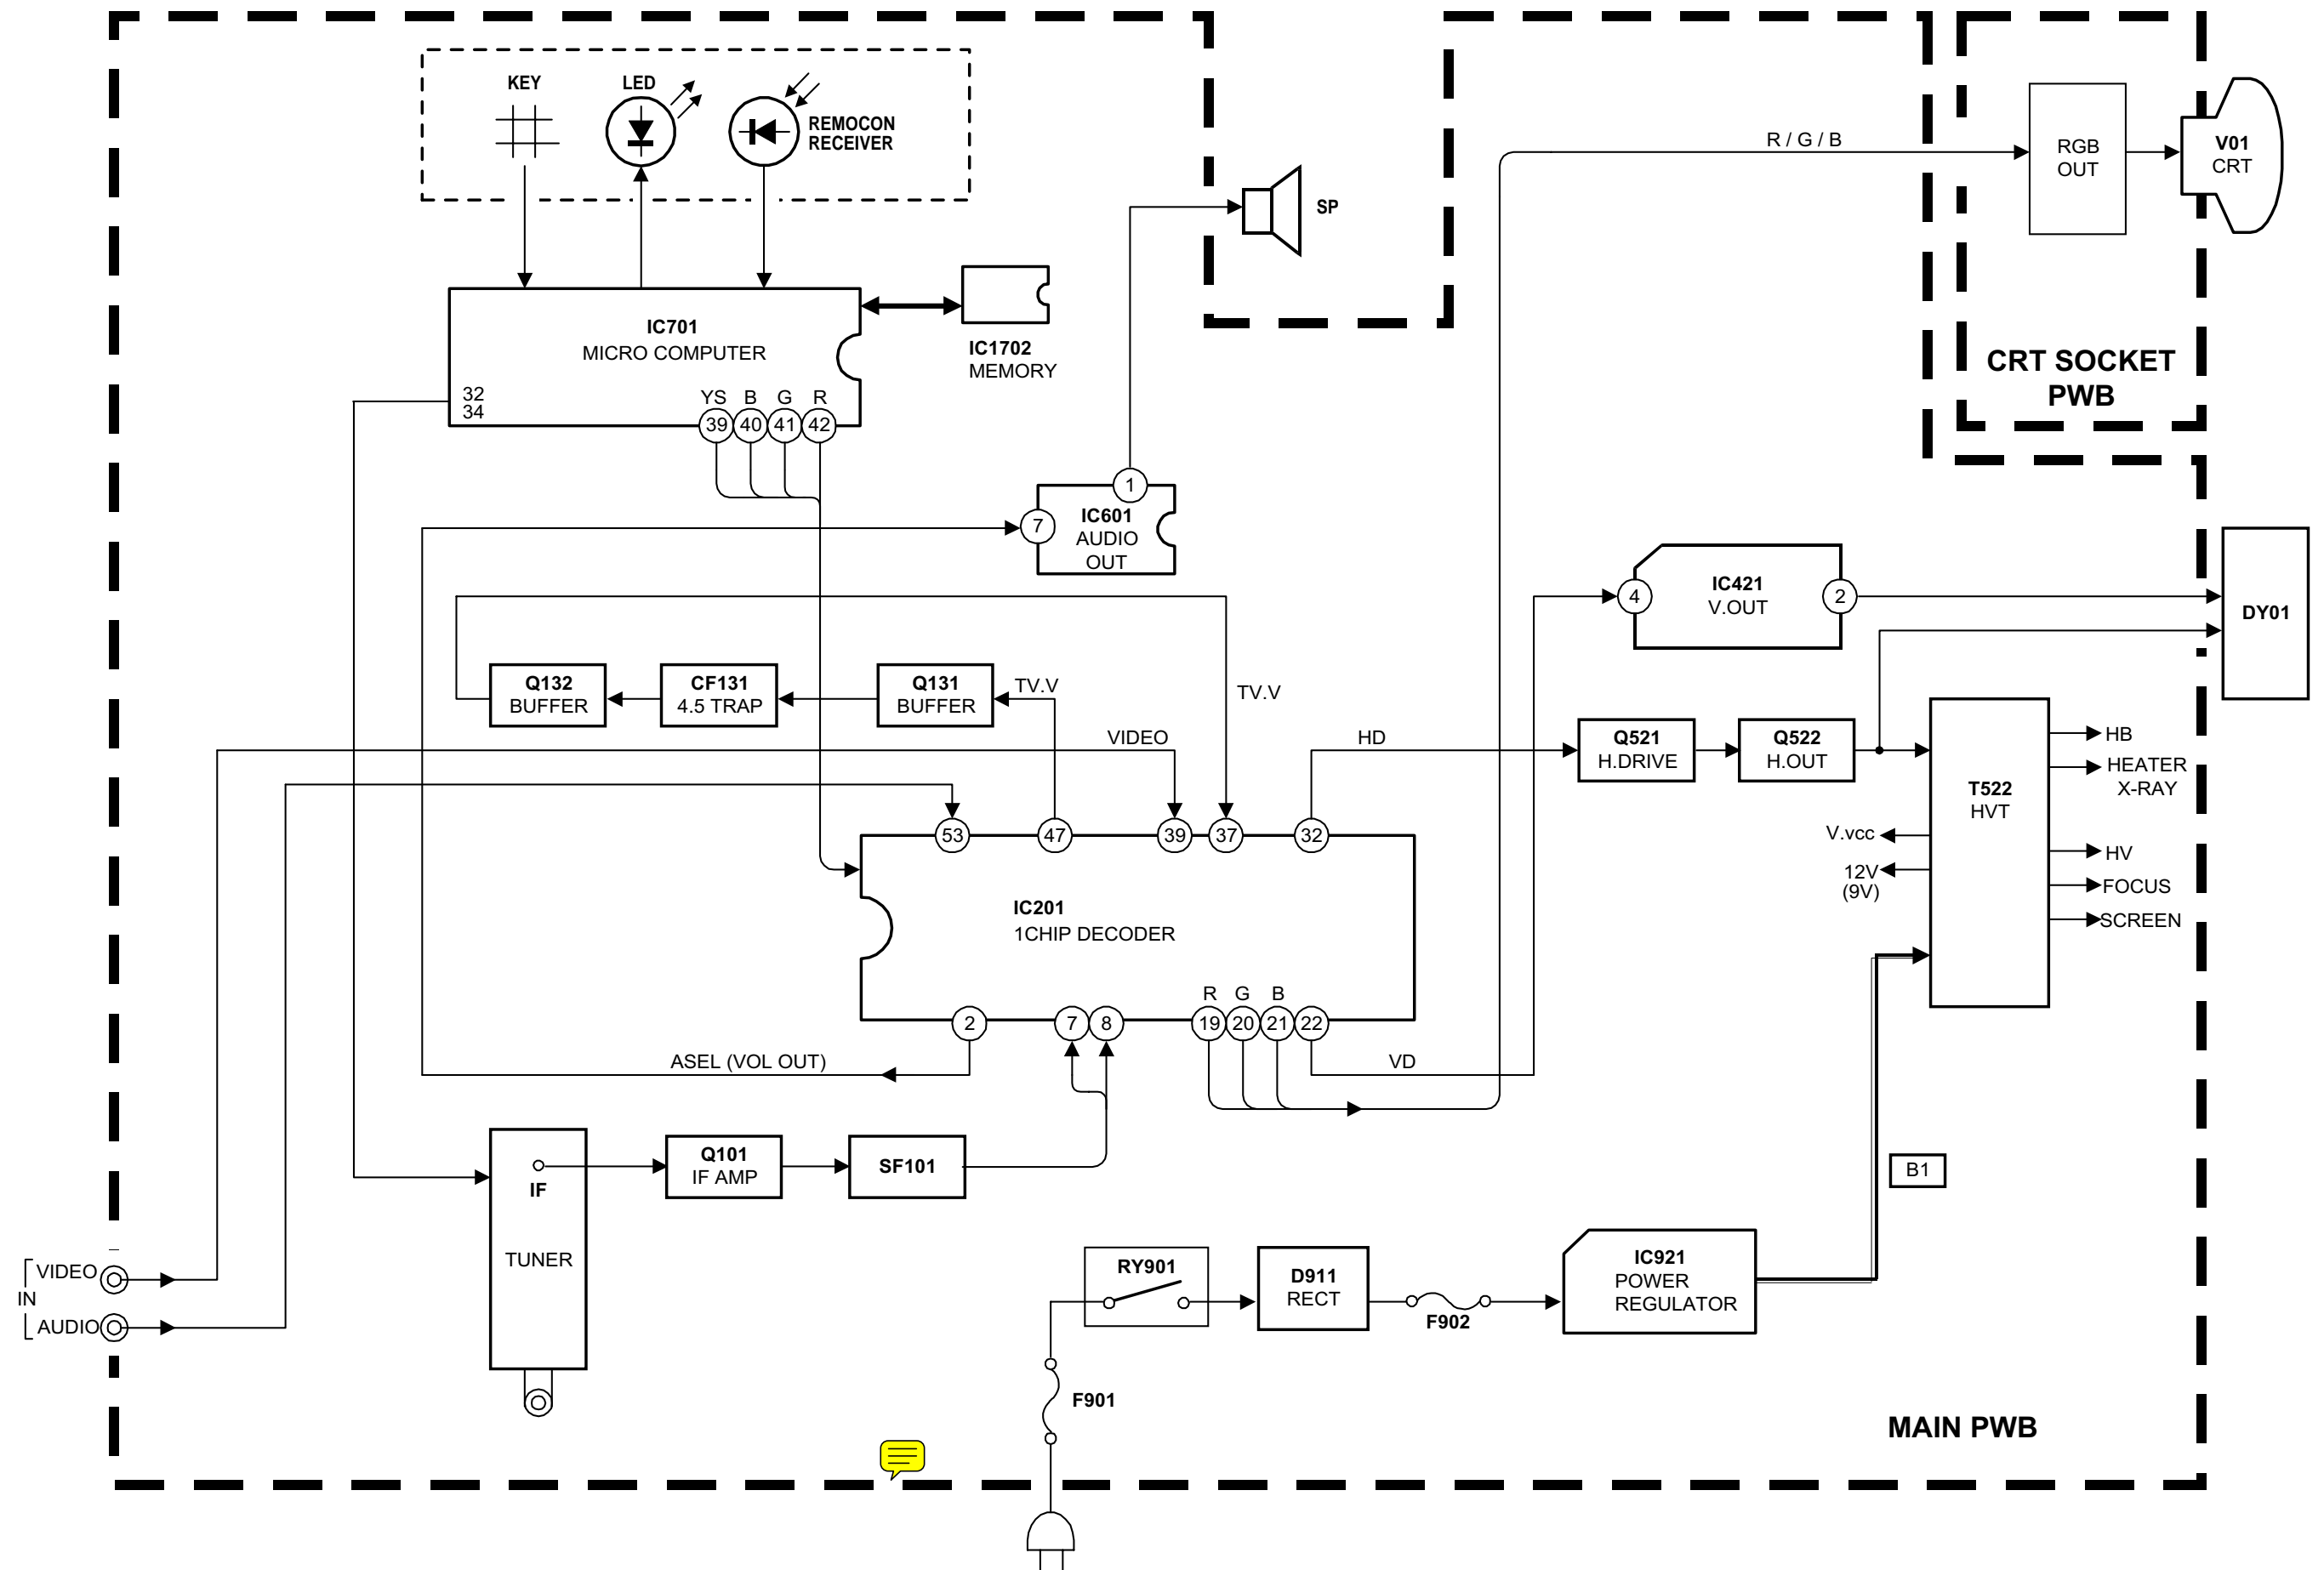 KEY
LED
REMOCON
RECEIVER
R / G / B
RGB
OUT
V01
CRT
SP
IC701
MICRO COMPUTER
IC1702
MEMORY
CRT SOCKET
PWB
32
34
YS B G R
39 40 41 42
1
7
IC601
AUDIO
OUT
IC421
V.OUT
4
2
DY01
Q132
BUFFER
CF131
4.5 TRAP
Q131
BUFFER
TV.V
TV.V
VIDEO
HD
Q521
H.DRIVE
Q522
H.OUT
HB
HEATER
X-RAY
T522
HVT
V.vcc
12V
(9V)
HV
FOCUS
SCREEN
53 47 39 37 32
IC201
1CHIP DECODER
R G B
2 7 8 19 20 21 22
ASEL (VOL OUT)
VD
Q101
IF AMP
SF101
IF
TUNER
B1
VIDEO
IN
AUDIO
RY901
D911
RECT
F902
IC921
POWER
REGULATOR
F901
MAIN PWB